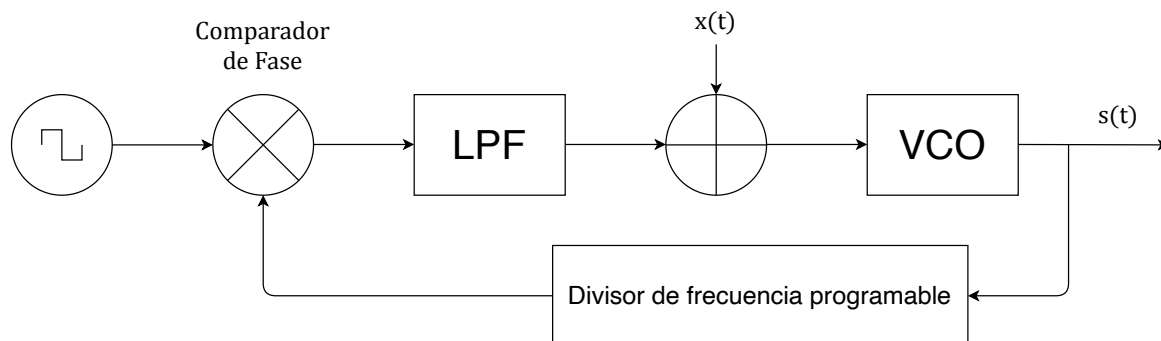 Comparador
de Fase
x(t)
LPF
VCO
s(t)
Divisor de frecuencia programable